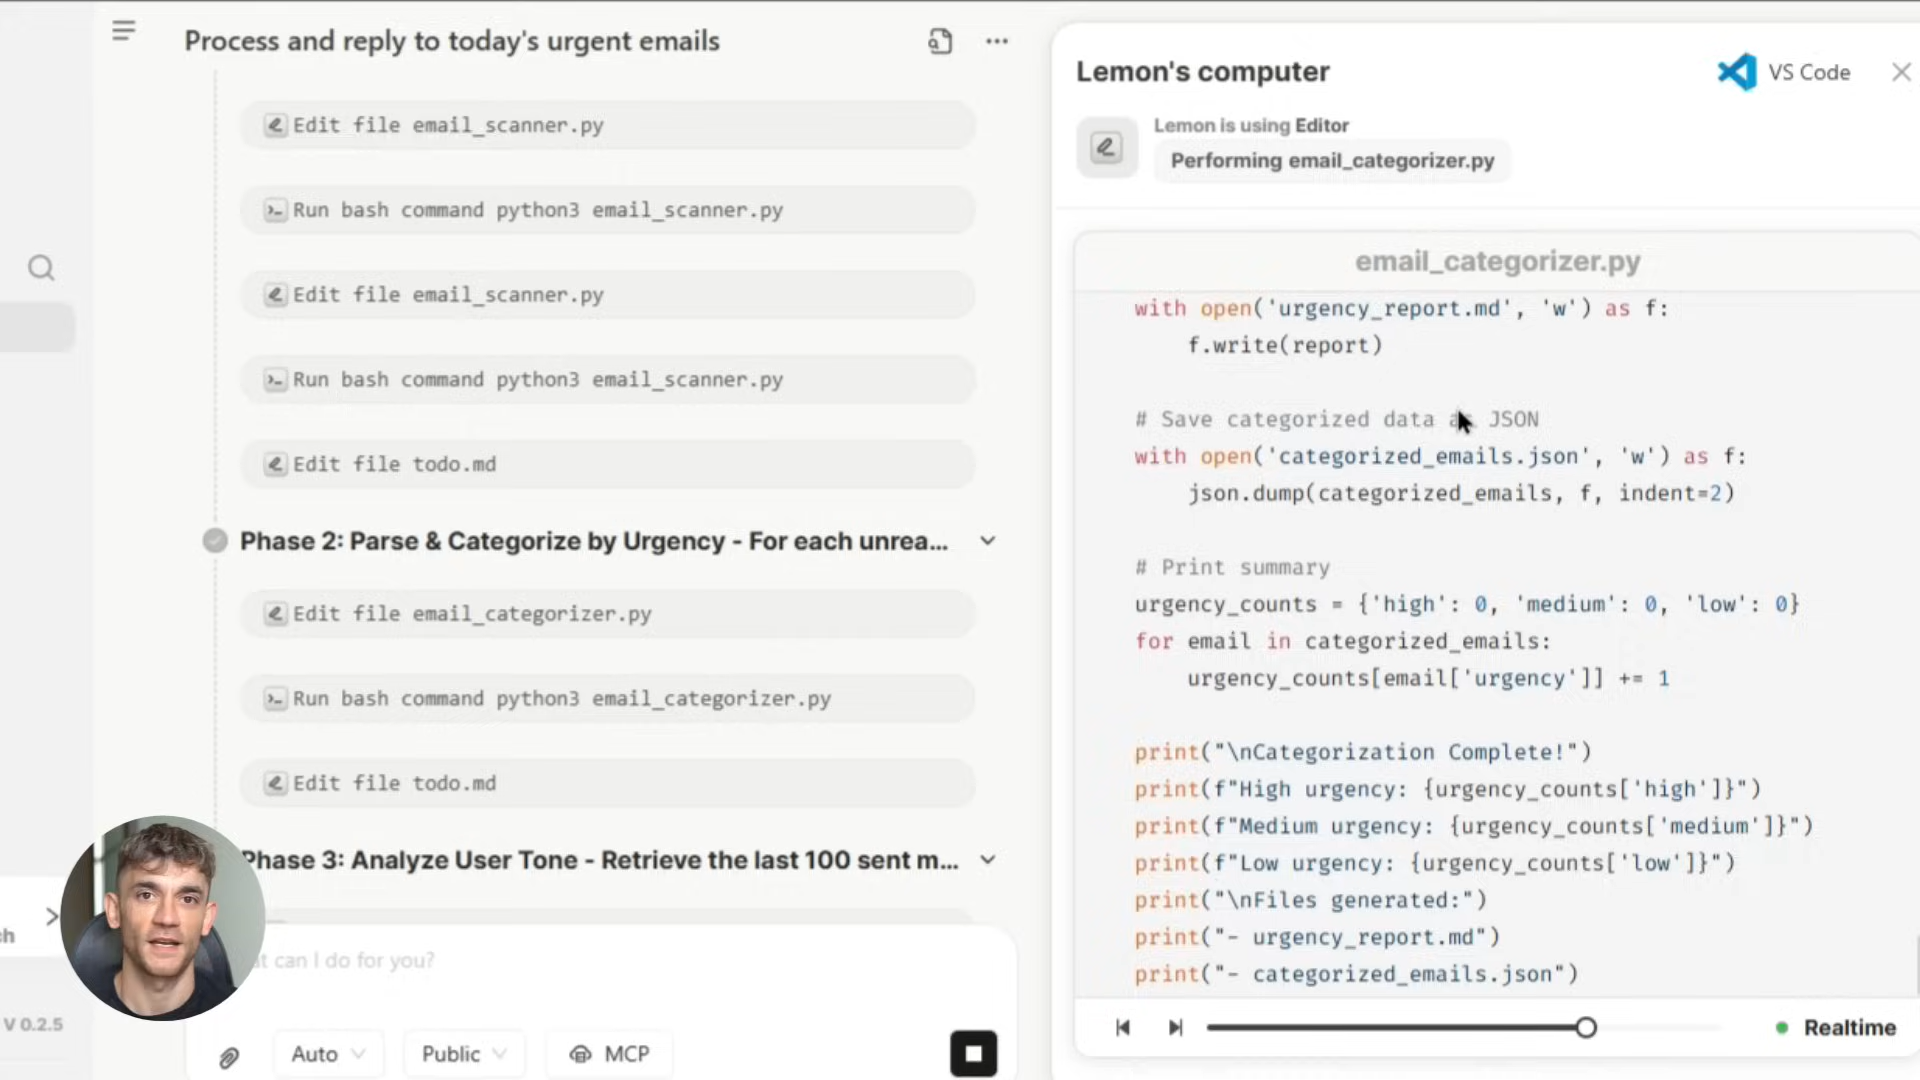 Process and reply to today's urgent emails
Edit file email_scanner.py
Run bash command python3 email_scanner.py
Edit file email_scanner.py
Run bash command python3 email_scanner.py
Edit file todo.md
Phase 2: Parse & Categorize by Urgency - For each unrea...
Edit file email_categorizer.py
Run bash command python3 email_categorizer.py
Edit file todo.md
Phase 3: Analyze User Tone - Retrieve the last 100 sent m...
can I do for you?
V 0.2.5
Auto
Public
MCP
Lemon's computer
VS Code
Lemon is using Editor
Performing email_categorizer.py
email_categorizer.py
with open('urgency_report.md', 'w') as f:
f.write(report)
# Save categorized data as JSON
with open('categorized_emails.json', 'w') as f:
json.dump(categorized_emails, f, indent=2)
# Print summary
urgency_counts = {'high': 0, 'medium': 0, 'low': 0}
for email in categorized_emails:
urgency_counts[email['urgency']] += 1
print("\nCategorization Complete!")
print(f"High urgency: {urgency_counts['high']}")
print(f"Medium urgency: {urgency_counts['medium']}")
print(f"Low urgency: {urgency_counts['low']}")
print("\nFiles generated:")
print("- urgency_report.md")
print("- categorized_emails.json")
Realtime